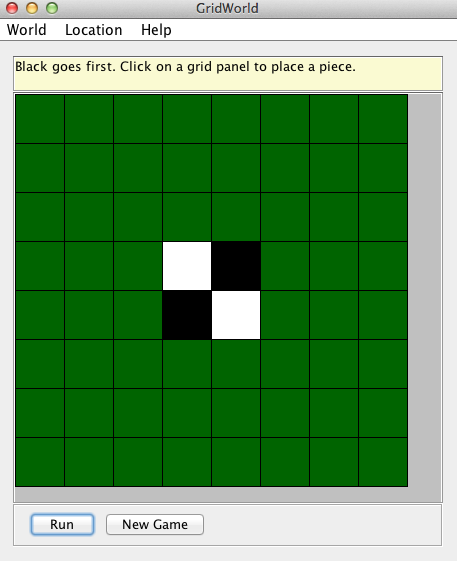 GridWorld
World Location Help
Black goes first. Click on a grid panel to place a piece.
Run New Game